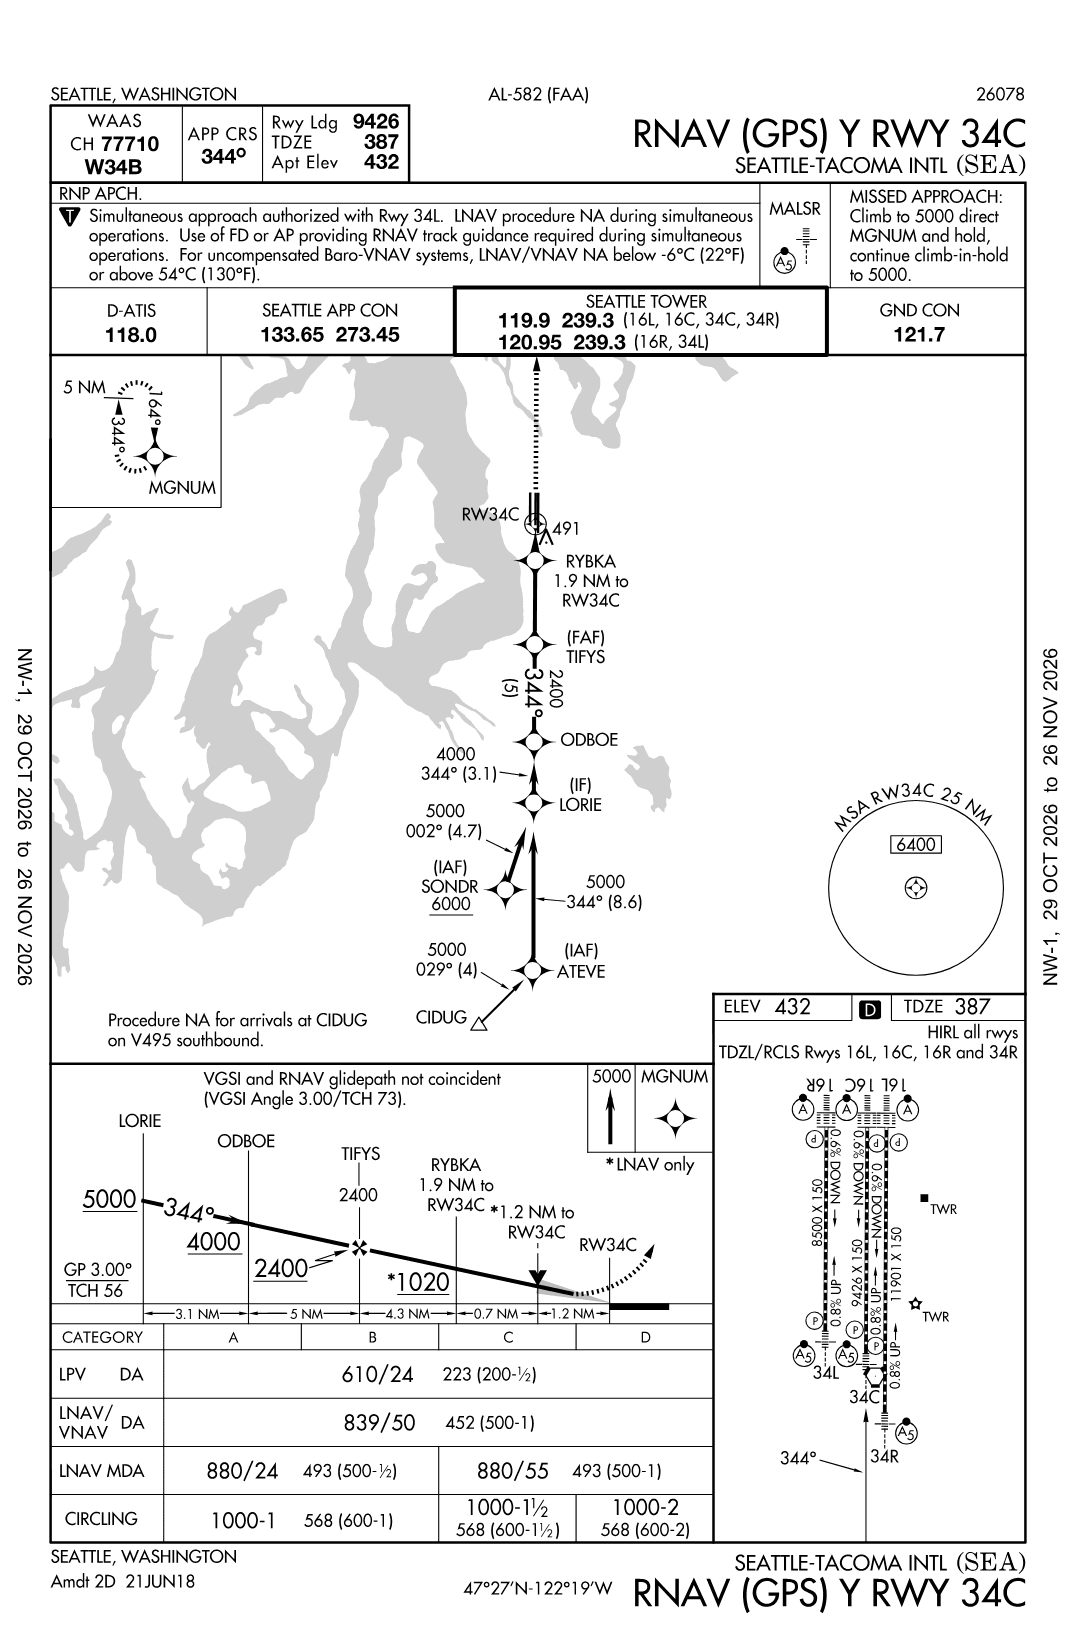 SEATTLE, WASHINGTON
AL-582 (FAA)
26078
WAAS
CH 77710
W34B
APP CRS
344°
Rwy Ldg 9426
TDZE 387
Apt Elev 432
RNAV (GPS) Y RWY 34C
SEATTLE-TACOMA INTL (SEA)
RNP APCH.
T
Simultaneous approach authorized with Rwy 34L. LNAV procedure NA during simultaneous
operations. Use of FD or AP providing RNAV track guidance required during simultaneous
operations. For uncompensated Baro-VNAV systems, LNAV/VNAV NA below -6°C (22°F)
or above 54°C (130°F).
MALSR
A5
MISSED APPROACH:
Climb to 5000 direct
MGNUM and hold,
continue climb-in-hold
to 5000.
D-ATIS
118.0
SEATTLE APP CON
133.65 273.45
SEATTLE TOWER
119.9 239.3 (16L, 16C, 34C, 34R)
120.95 239.3 (16R, 34L)
GND CON
121.7
5 NM
164°
344°
MGNUM
RW34C
491
RYBKA
1.9 NM to
RW34C
(FAF)
TIFYS
2400
344°
(5)
ODBOE
4000
344° (3.1)
(IF)
LORIE
5000
002° (4.7)
(IAF)
SONDR
6000
5000
344° (8.6)
5000
029° (4)
(IAF)
ATEVE
CIDUG
MSA RW34C 25 NM
6400
Procedure NA for arrivals at CIDUG
on V495 southbound.
NW-1, 29 OCT 2026 to 26 NOV 2026
NW-1, 29 OCT 2026 to 26 NOV 2026
ELEV 432
D
TDZE 387
HIRL all rwys
TDZL/RCLS Rwys 16L, 16C, 16R and 34R
16R
16C
16L
A
A
A
P
P
P
0.6% DOWN
0.6% DOWN
0.6% DOWN
8500 X 150
9426 X 150
11901 X 150
TWR
TWR
0.8% UP
0.8% UP
0.8% UP
P
P
P
A5
A5
34L
34C
A5
34R
344°
VGSI and RNAV glidepath not coincident
(VGSI Angle 3.00/TCH 73).
5000
MGNUM
*LNAV only
LORIE
ODBOE
TIFYS
2400
RYBKA
1.9 NM to
RW34C
*1.2 NM to
RW34C
RW34C
5000
344°
4000
2400
*1020
GP 3.00°
TCH 56
3.1 NM
5 NM
4.3 NM
0.7 NM
1.2 NM
CATEGORY A B C D
LPV DA 610/24 223 (200-½)
LNAV/
VNAV DA 839/50 452 (500-1)
LNAV MDA 880/24 493 (500-½) 880/55 493 (500-1)
CIRCLING 1000-1 568 (600-1)
1000-1½
568 (600-1½)
1000-2
568 (600-2)
SEATTLE, WASHINGTON
Amdt 2D 21JUN18
47°27'N-122°19'W
SEATTLE-TACOMA INTL (SEA)
RNAV (GPS) Y RWY 34C